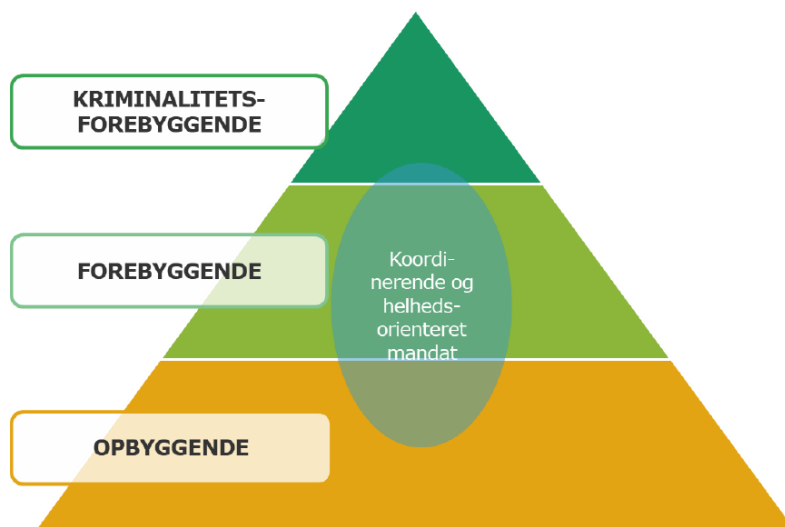 KRIMINALITETS-
FOREBYGGENDE
FOREBYGGENDE
Koordi-
nerende og
helheds-
orienteret
mandat
OPBYGGENDE